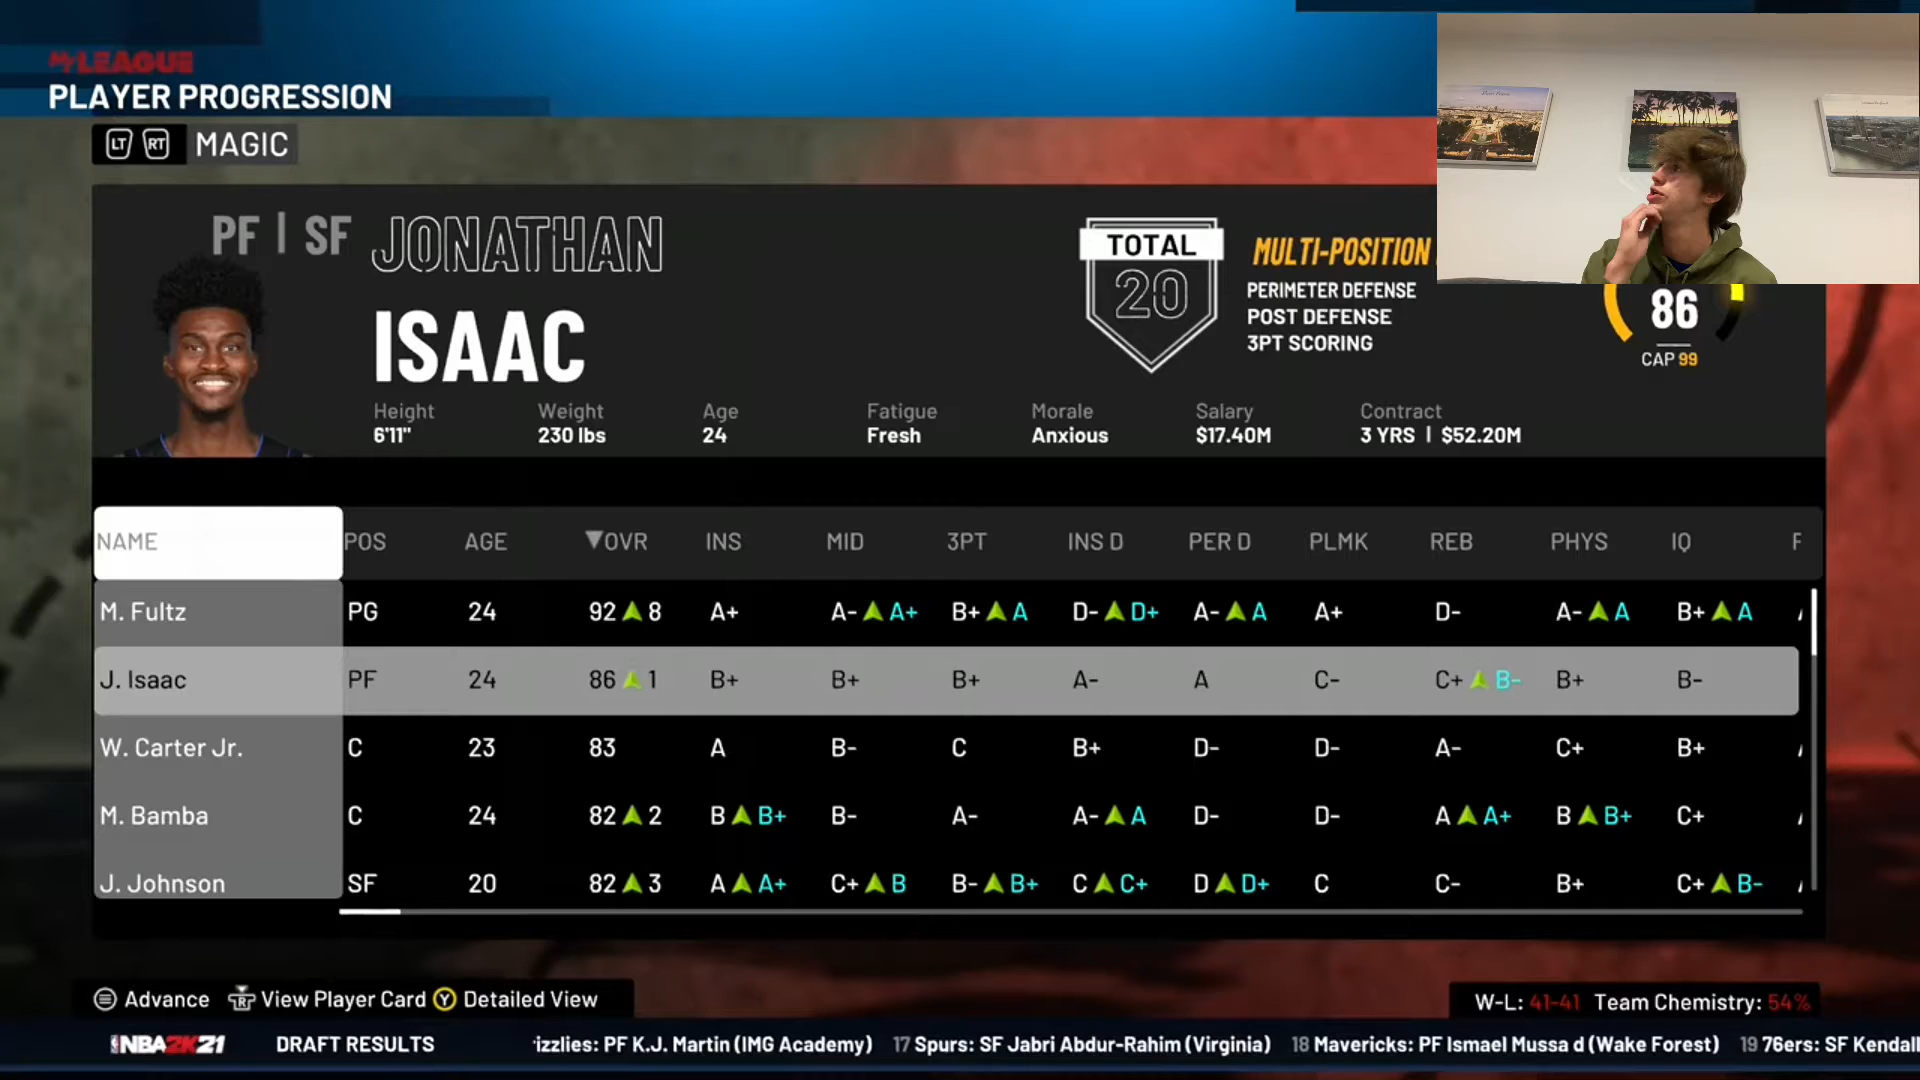 MyLEAGUE
PLAYER PROGRESSION
LT RT MAGIC
PF | SF JONATHAN
ISAAC
TOTAL
20
MULTI-POSITION
PERIMETER DEFENSE
POST DEFENSE
3PT SCORING
86
CAP 99
Height Weight Age Fatigue Morale Salary Contract
6'11" 230 lbs 24 Fresh Anxious $17.40M 3 YRS | $52.20M
NAME POS AGE ▼OVR INS MID 3PT INS D PER D PLMK REB PHYS IQ F
M. Fultz PG 24 92 ▲ 8 A+ A- ▲ A+ B+ ▲ A D- ▲ D+ A- ▲ A A+ D- A- ▲ A B+ ▲ A
J. Isaac PF 24 86 ▲ 1 B+ B+ B+ A- A C- C+ ▲ B- B+ B-
W. Carter Jr. C 23 83 A B- C B+ D- D- A- C+ B+
M. Bamba C 24 82 ▲ 2 B ▲ B+ B- A- A- ▲ A D- D- A ▲ A+ B ▲ B+ C+
J. Johnson SF 20 82 ▲ 3 A ▲ A+ C+ ▲ B B- ▲ B+ C ▲ C+ D ▲ D+ C C- B+ C+ ▲ B-
Advance R View Player Card Y Detailed View
W-L: 41-41 Team Chemistry: 54%
NBA 2K21 DRAFT RESULTS izzlies: PF K.J. Martin (IMG Academy) 17 Spurs: SF Jabri Abdur-Rahim (Virginia) 18 Mavericks: PF Ismael Mussa d (Wake Forest) 19 76ers: SF Kendall